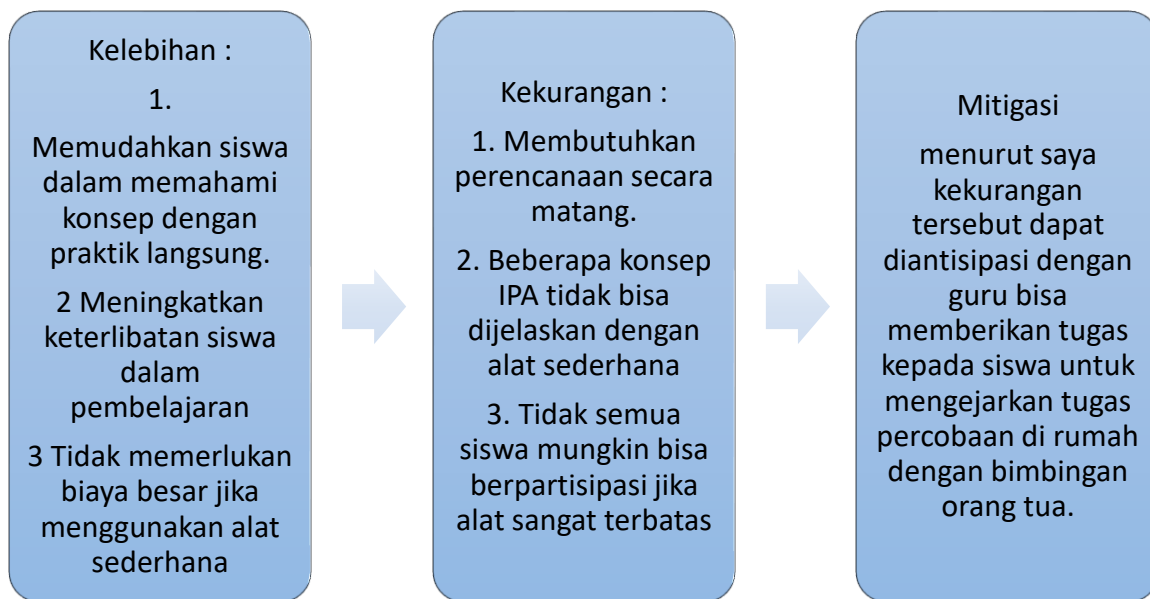 Kelebihan :
1.
Memudahkan siswa
dalam memahami
konsep dengan
praktik langsung.
2 Meningkatkan
keterlibatan siswa
dalam
pembelajaran
3 Tidak memerlukan
biaya besar jika
menggunakan alat
sederhana
Kekurangan :
1. Membutuhkan
perencanaan secara
matang.
2. Beberapa konsep
IPA tidak bisa
dijelaskan dengan
alat sederhana
3. Tidak semua
siswa mungkin bisa
berpartisipasi jika
alat sangat terbatas
Mitigasi
menurut saya
kekurangan
tersebut dapat
diantisipasi dengan
guru bisa
memberikan tugas
kepada siswa untuk
mengejarkan tugas
percobaan di rumah
dengan bimbingan
orang tua.